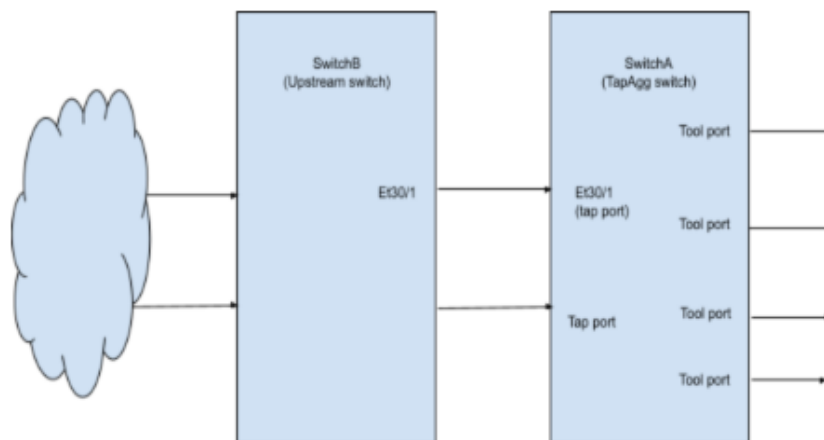 SwitchB
(Upstream switch)
Et30/1
SwitchA
(TapAgg switch)
Tool port
Et30/1
(tap port)
Tool port
Tap port
Tool port
Tool port